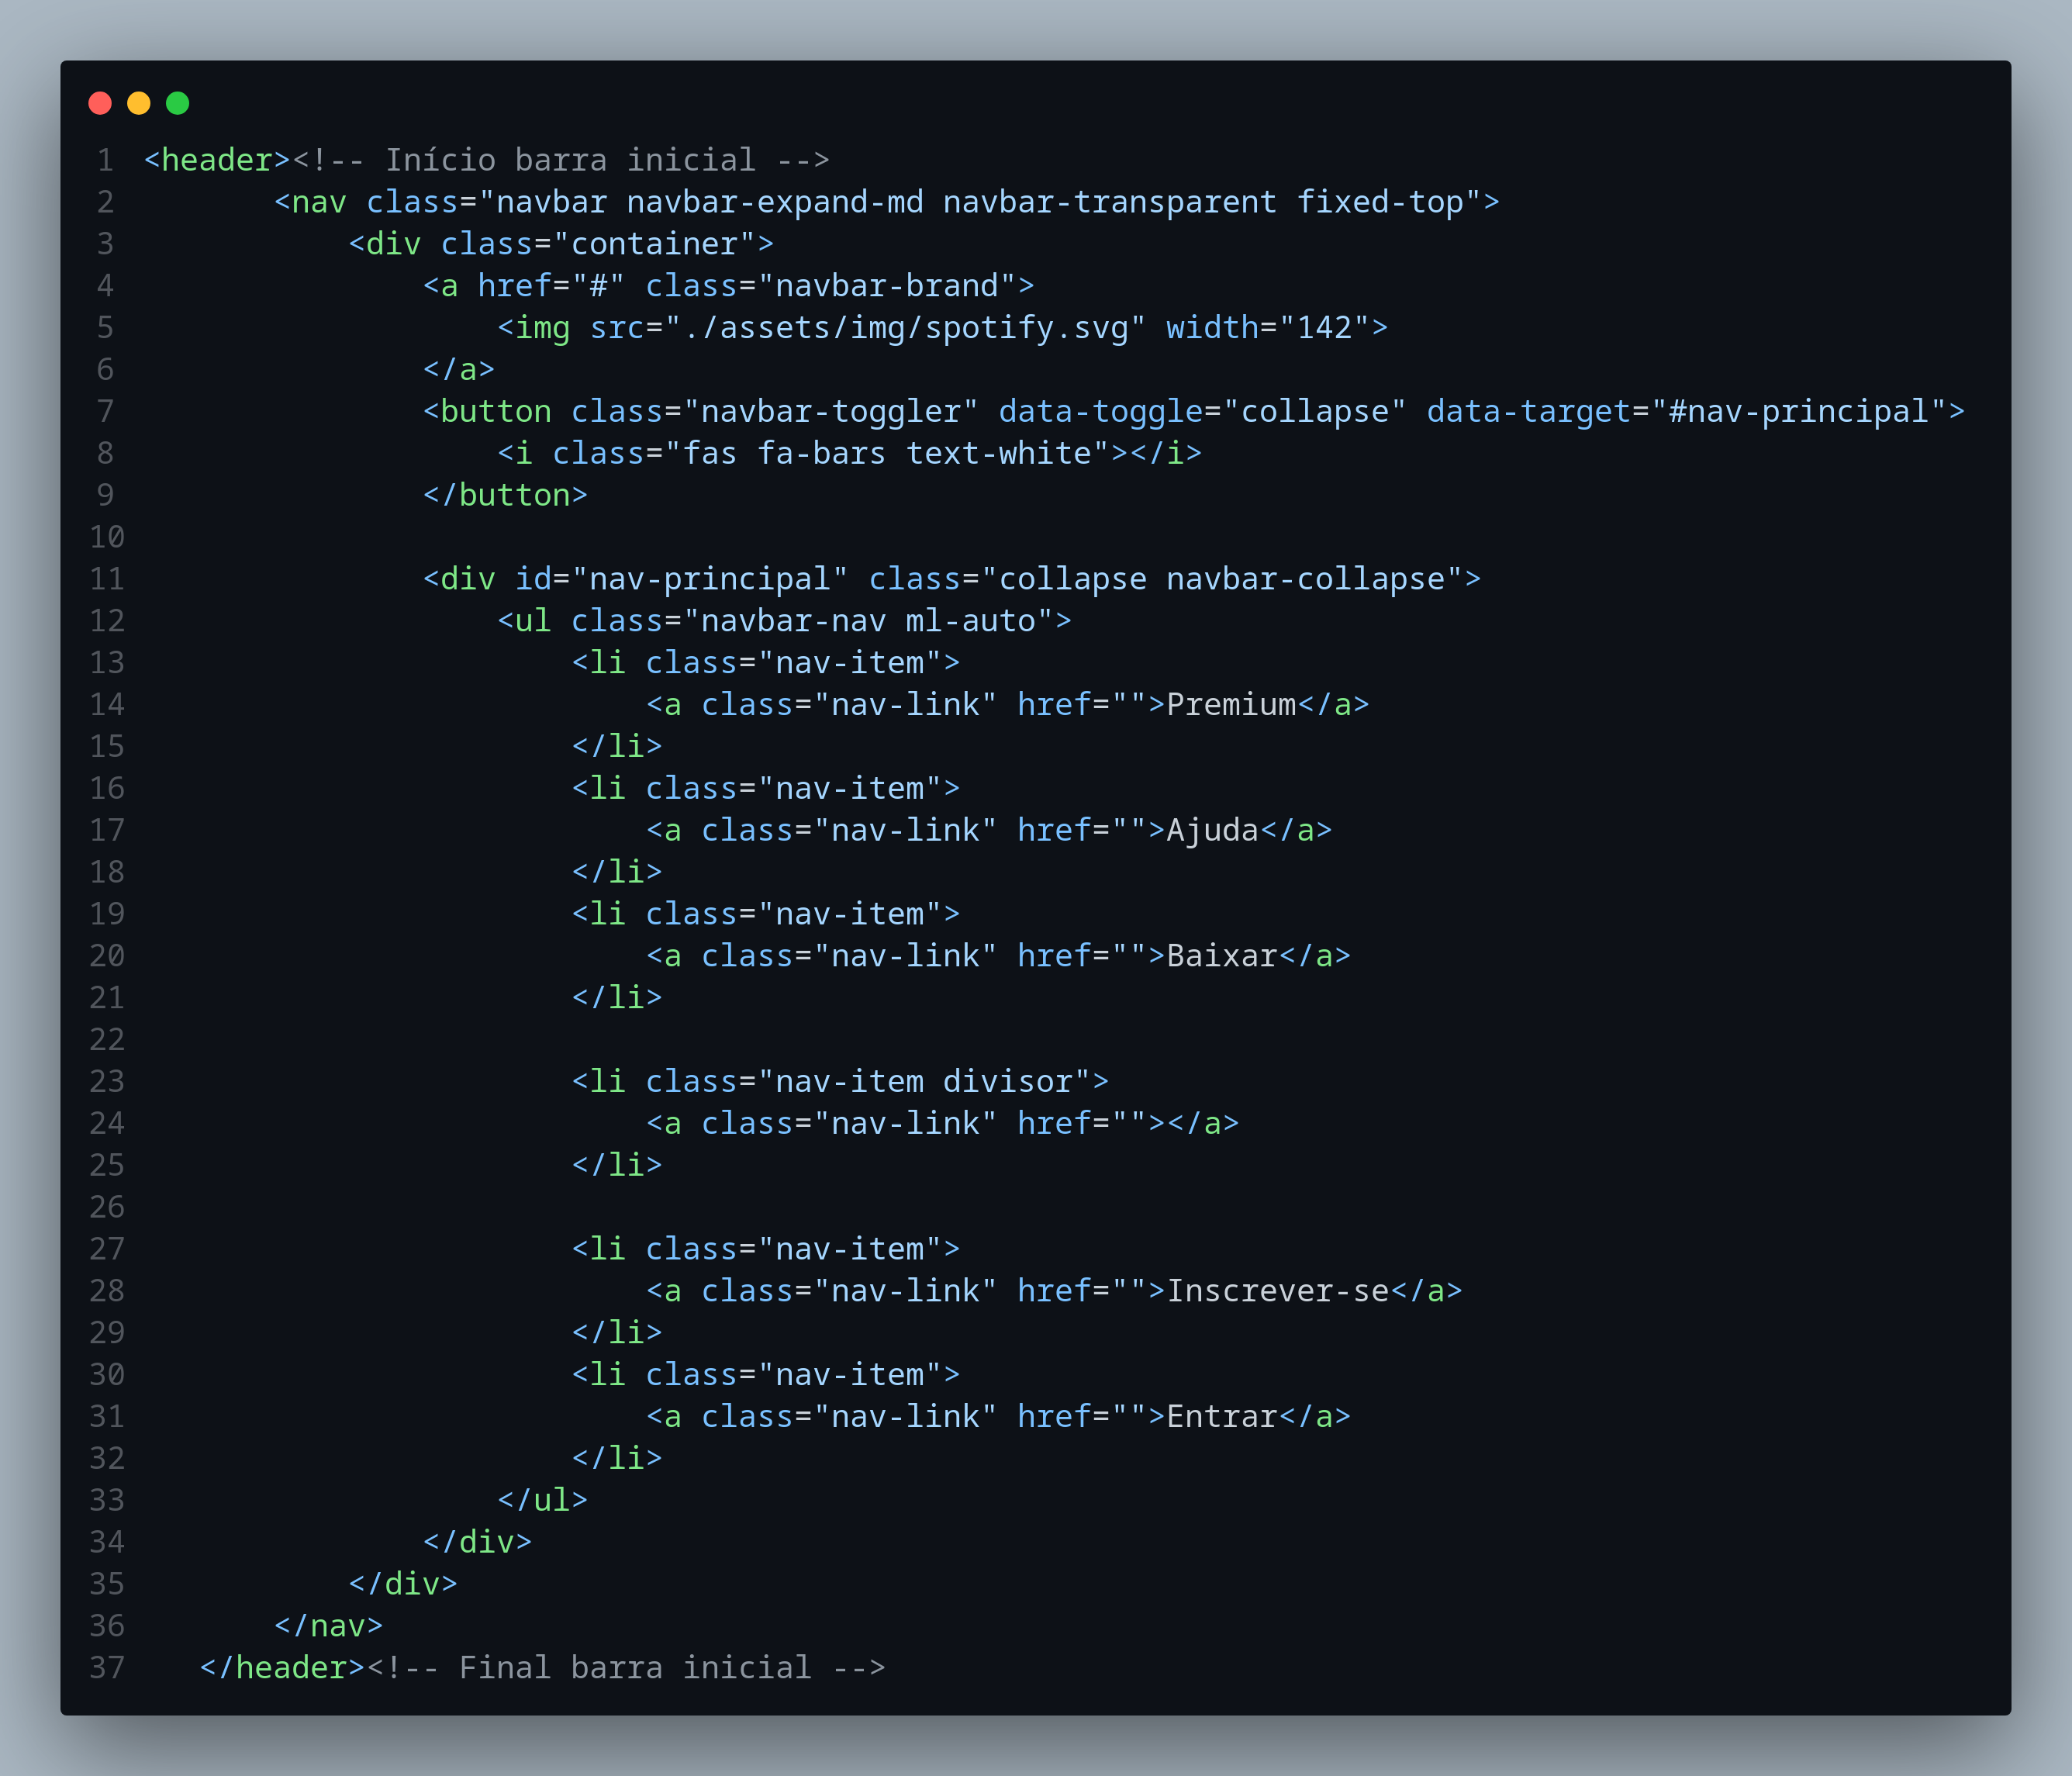 1 <header><!-- Início barra inicial -->
2         <nav class="navbar navbar-expand-md navbar-transparent fixed-top">
3             <div class="container">
4                 <a href="#" class="navbar-brand">
5                     <img src="./assets/img/spotify.svg" width="142">
6                 </a>
7                 <button class="navbar-toggler" data-toggle="collapse" data-target="#nav-principal">
8                     <i class="fas fa-bars text-white"></i>
9                 </button>
10
11                 <div id="nav-principal" class="collapse navbar-collapse">
12                     <ul class="navbar-nav ml-auto">
13                         <li class="nav-item">
14                             <a class="nav-link" href="">Premium</a>
15                         </li>
16                         <li class="nav-item">
17                             <a class="nav-link" href="">Ajuda</a>
18                         </li>
19                         <li class="nav-item">
20                             <a class="nav-link" href="">Baixar</a>
21                         </li>
22
23                         <li class="nav-item divisor">
24                             <a class="nav-link" href=""></a>
25                         </li>
26
27                         <li class="nav-item">
28                             <a class="nav-link" href="">Inscrever-se</a>
29                         </li>
30                         <li class="nav-item">
31                             <a class="nav-link" href="">Entrar</a>
32                         </li>
33                     </ul>
34                 </div>
35             </div>
36         </nav>
37     </header><!-- Final barra inicial -->